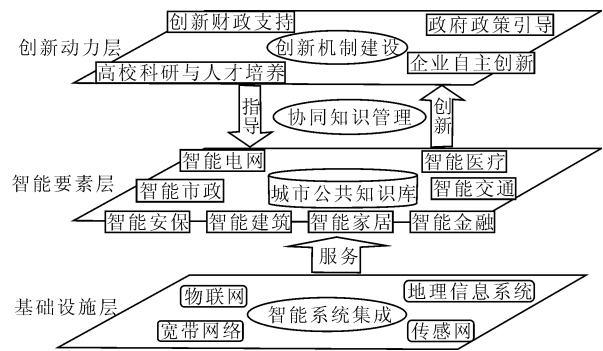 创新财政支持
政府政策引导
创新动力层
创新机制建设
高校科研与人才培养
企业自主创新
指导
协同知识管理
创新
智能电网
智能医疗
智能要素层
智能市政
城市公共知识库
智能交通
智能安保
智能建筑
智能家居
智能金融
服务
物联网
地理信息系统
基础设施层
智能系统集成
宽带网络
传感网